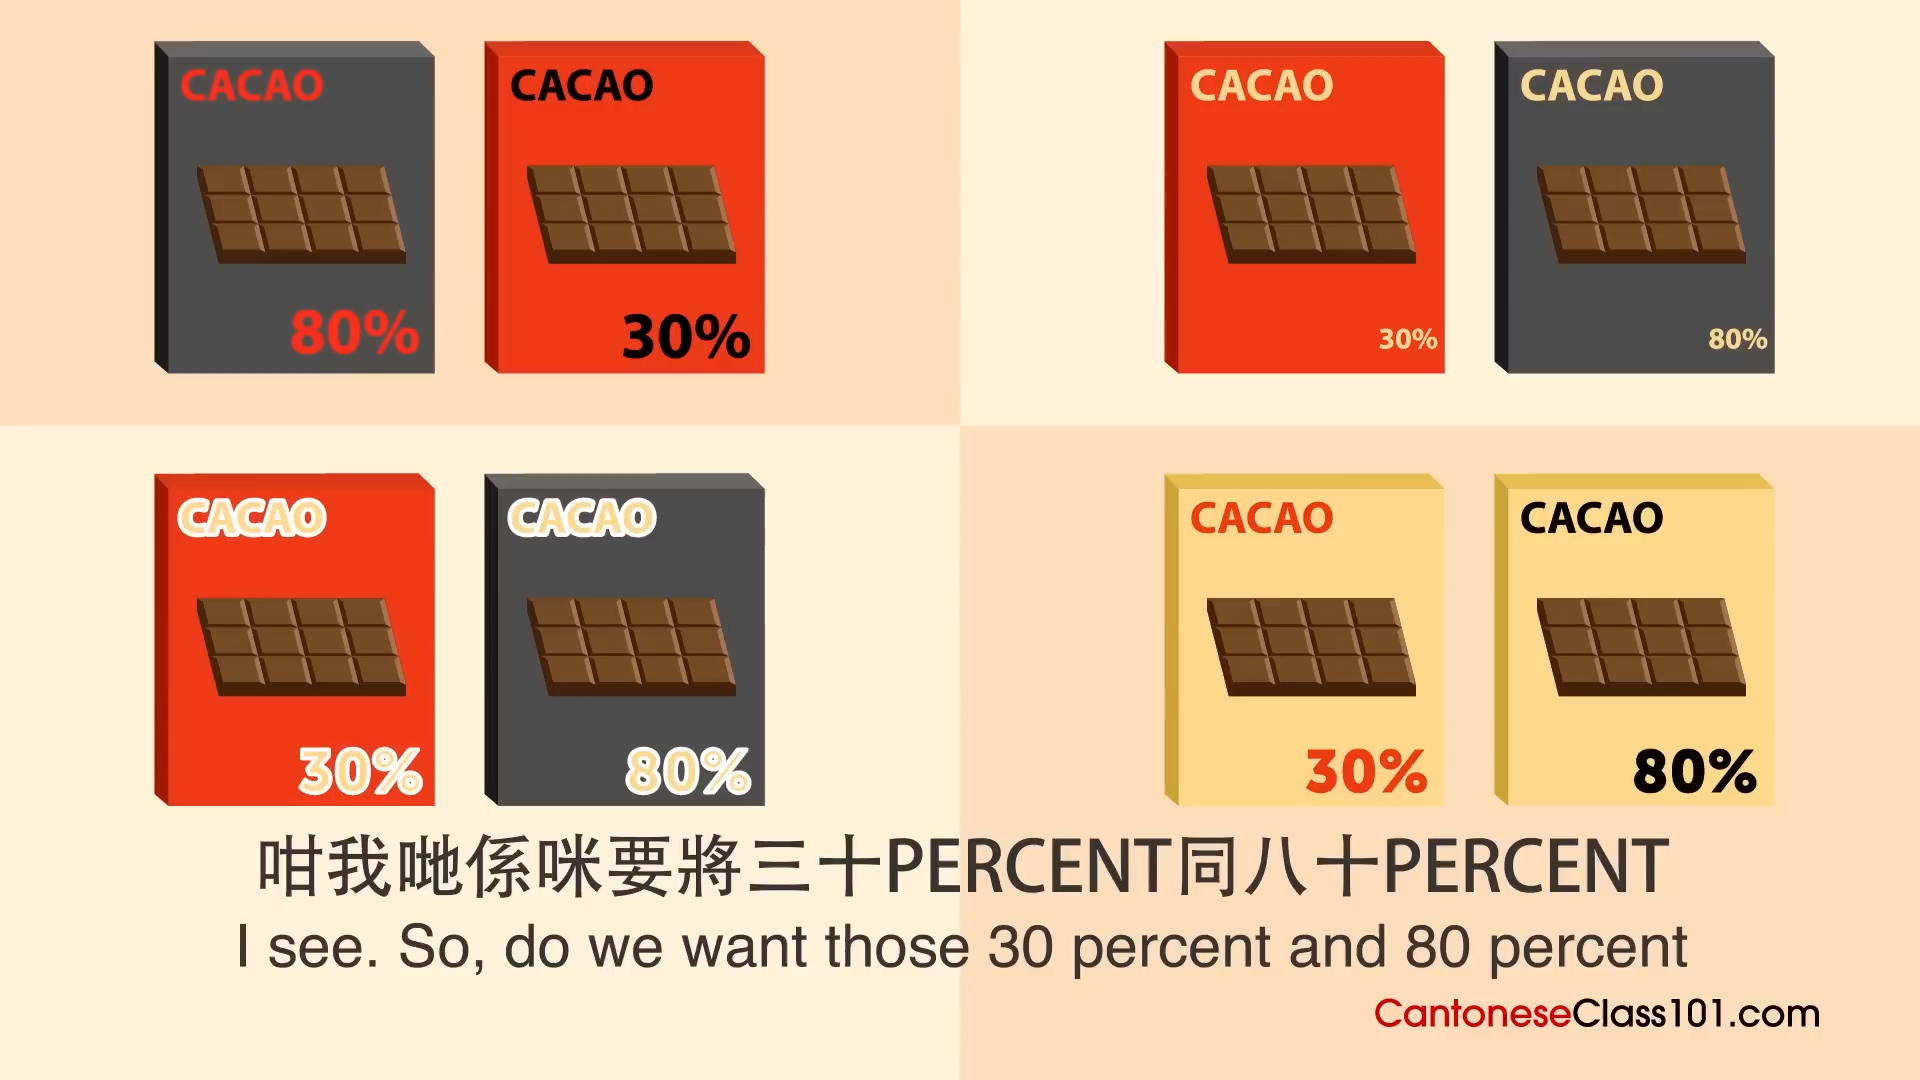 CACAO
80%
CACAO
30%
CACAO
30%
CACAO
80%
CACAO
30%
CACAO
80%
CACAO
30%
CACAO
80%
咁我哋係咪要將三十PERCENT同八十PERCENT
I see. So, do we want those 30 percent and 80 percent
CantoneseClass101.com